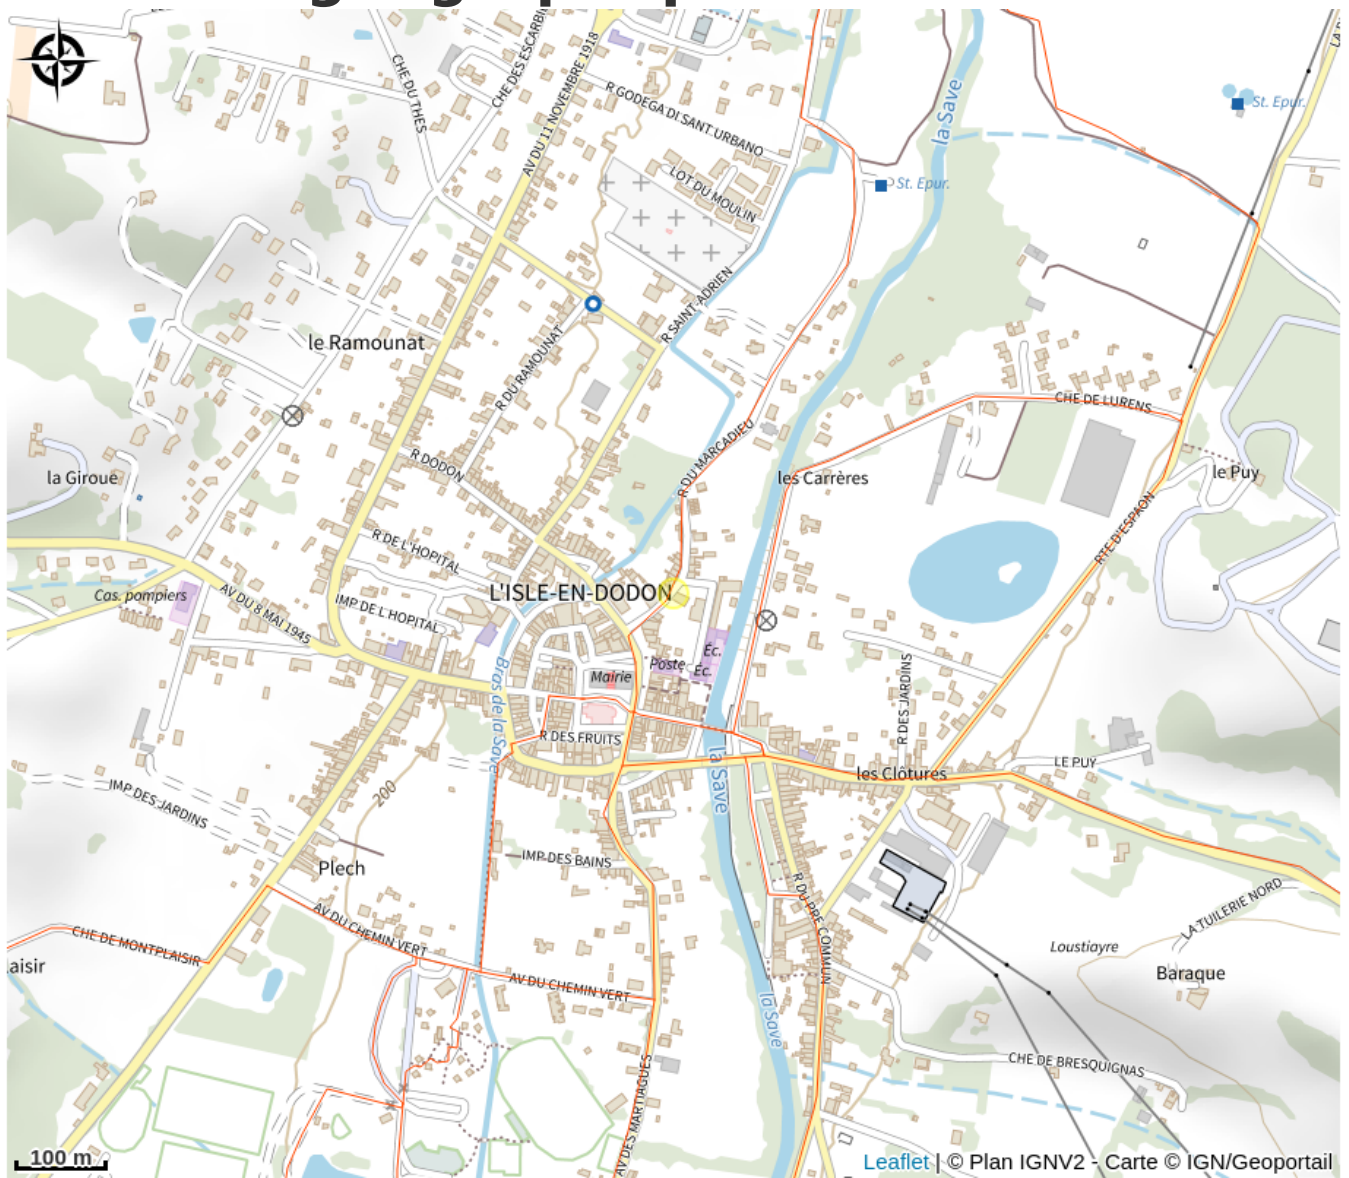 CHE DES ESCARBI
AV DU 11 NOVEMBRE 1918
CHE DU THES
R GODEGA DI SANT URBANO
la Save
St. Epur.
LOT DU MOULIN
St. Epur.
R SAINT-ADRIEN
le Ramounat
R DU RAMOUNAT
CHE DE LURENS
R DU MARCADIEU
R DODON
la Giroue
les Carrères
le Puy
RTE D'ESPAON
R DE L'HOPITAL
Cas. pompiers
AV DU 8 MAI 1945
IMP DE L'HOPITAL
L'ISLE-EN-DODON
Éc.
Poste
Éc.
Mairie
Bras de la Save
R DES JARDINS
R DES FRUITS
la Save
les Clôtures
LE PUY
IMP DES JARDINS
200
IMP DES BAINS
Plech
R DU PRE COMMUN
LA TUILERIE NORD
AV DU CHEMIN VERT
CHE DE MONTPLAISIR
Loustiayre
laisir
Baraque
AV DU CHEMIN VERT
la Save
CHE DE BRESQUIGNAS
AV DES MARTIAGUES
100 m
Leaflet | © Plan IGNV2 - Carte © IGN/Geoportail